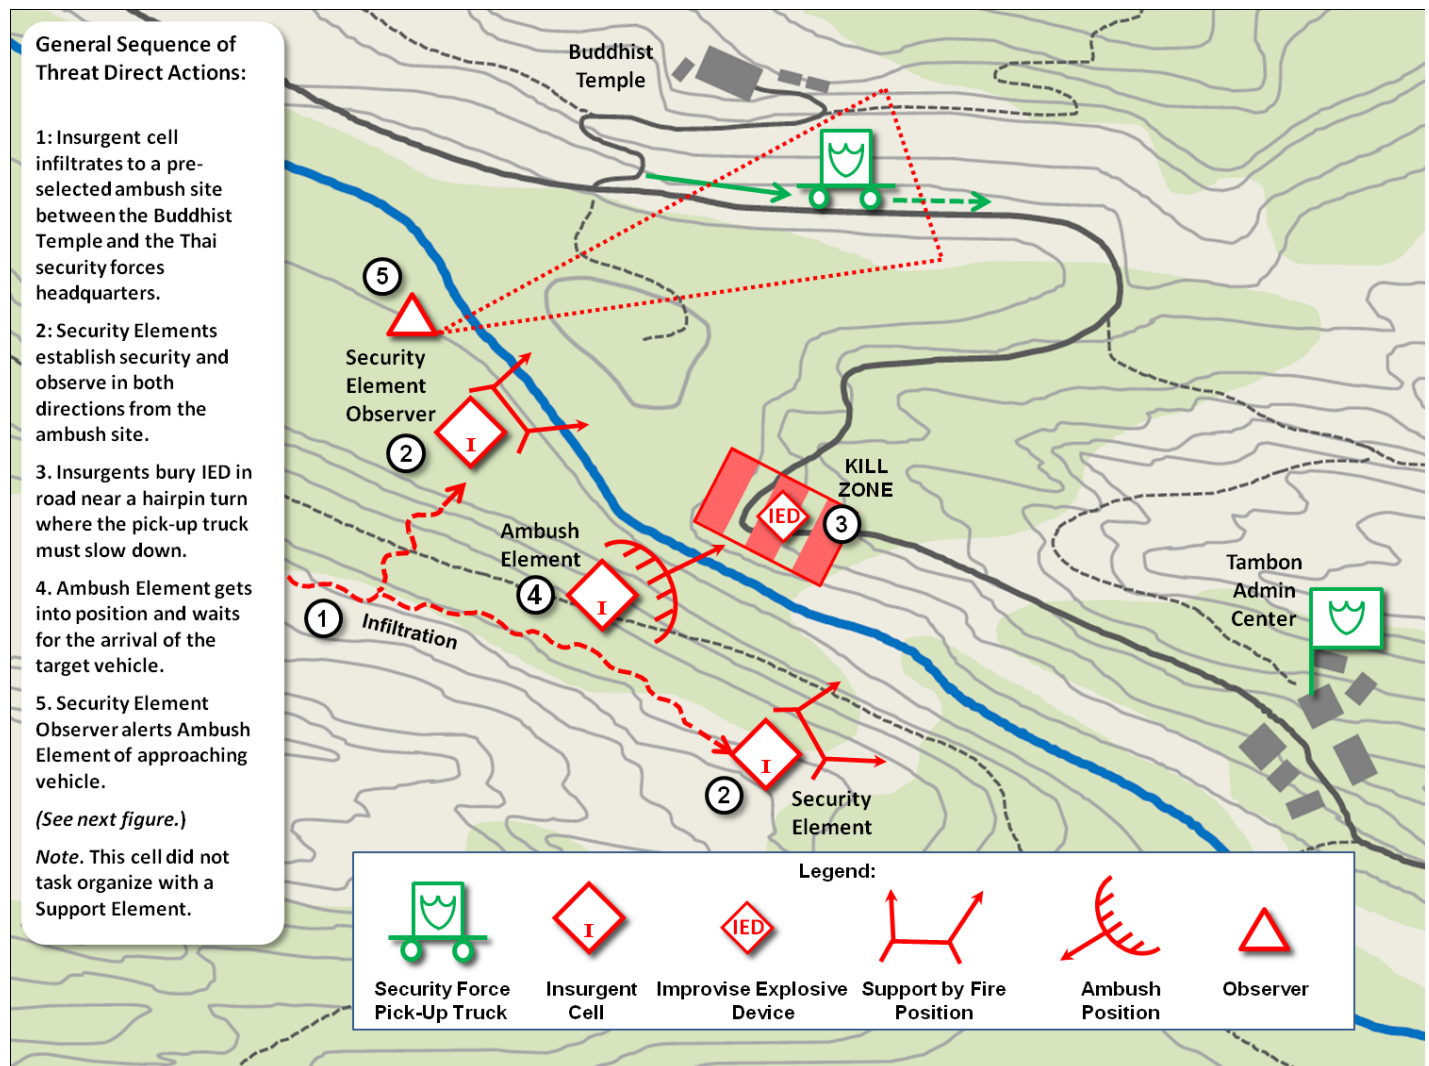 General Sequence of
Threat Direct Actions:
1: Insurgent cell
infiltrates to a pre-
selected ambush site
between the Buddhist
Temple and the Thai
security forces
headquarters.
2: Security Elements
establish security and
observe in both
directions from the
ambush site.
3. Insurgents bury IED in
road near a hairpin turn
where the pick-up truck
must slow down.
4. Ambush Element gets
into position and waits
for the arrival of the
target vehicle.
5. Security Element
Observer alerts Ambush
Element of approaching
vehicle.
(See next figure.)
Note. This cell did not
task organize with a
Support Element.
Buddhist
Temple
5
Security
Element
Observer
I
2
KILL
ZONE
IED
3
Ambush
Element
4
I
1
Infiltration
Tambon
Admin
Center
I
2
Security
Element
Legend:
I
IED
Security Force
Pick-Up Truck
Insurgent
Cell
Improvise Explosive
Device
Support by Fire
Position
Ambush
Position
Observer